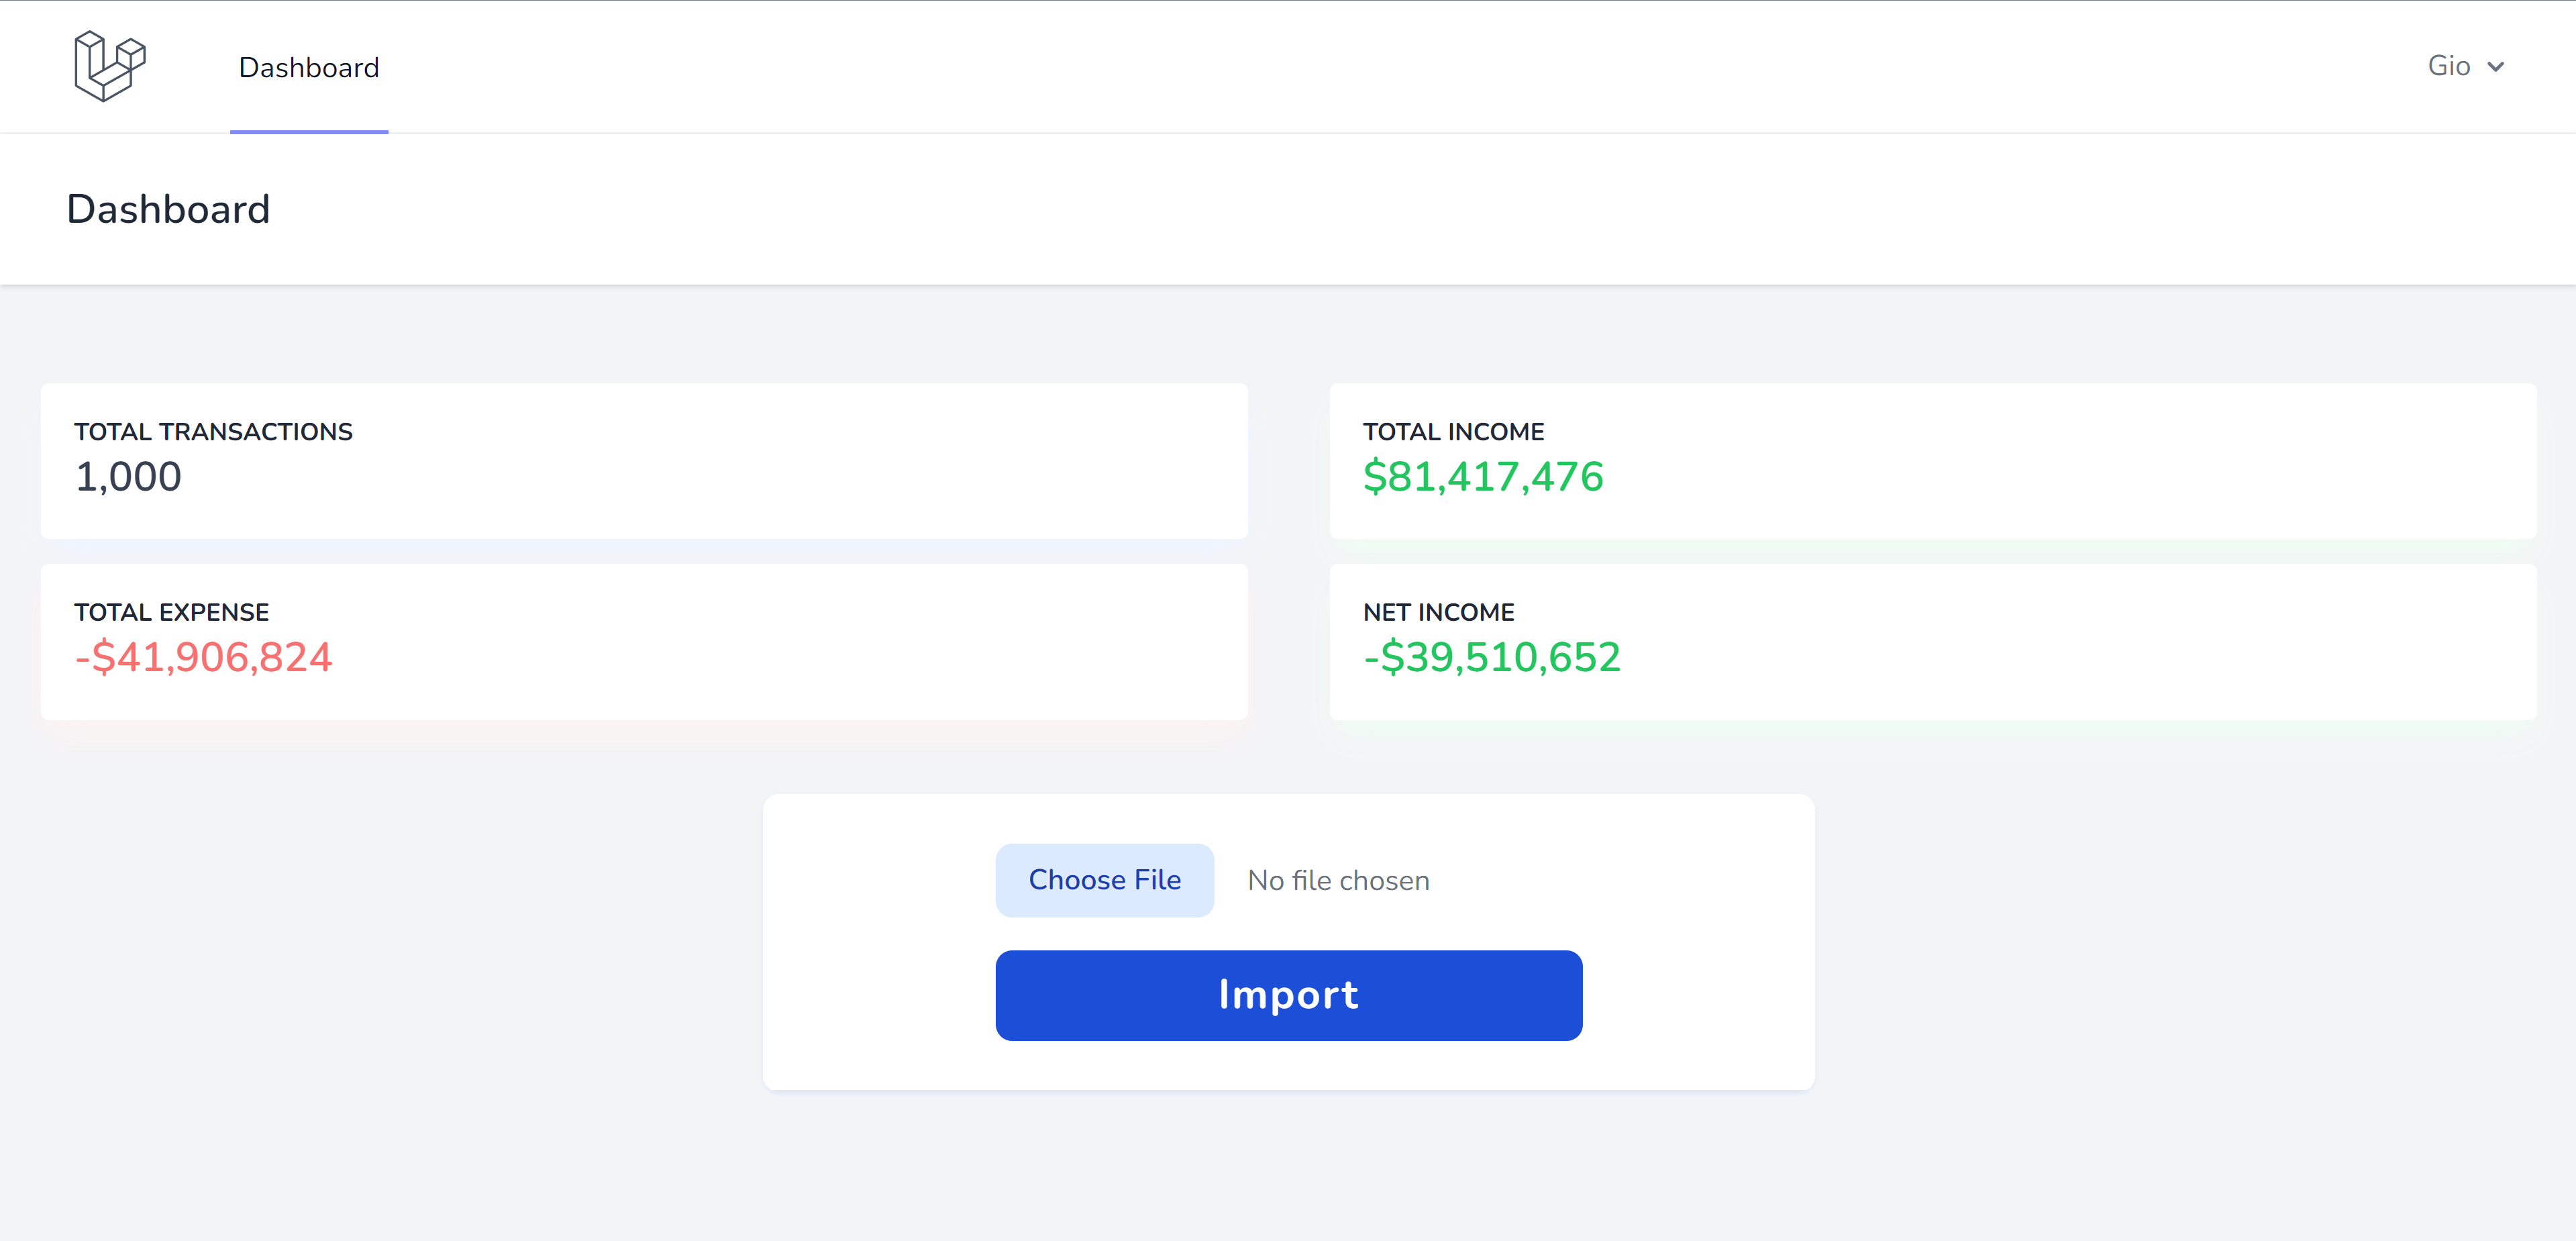 Dashboard
Gio
Dashboard
TOTAL TRANSACTIONS
1,000
TOTAL INCOME
$81,417,476
TOTAL EXPENSE
-$41,906,824
NET INCOME
-$39,510,652
Choose File No file chosen
Import